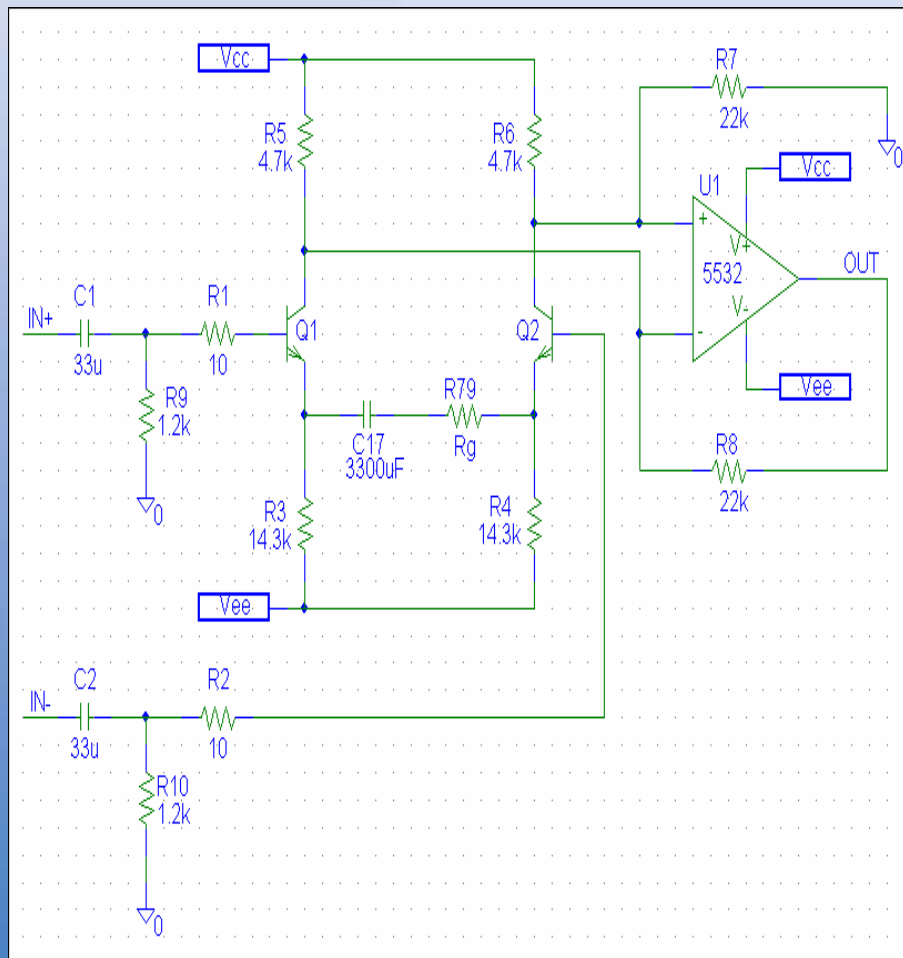 Vcc
R7
22k
0
R5
4.7k
R6
4.7k
Vcc
U1
+
V+
5532
OUT
V-
-
C1
IN+
33u
R1
10
Q1
Q2
R9
1.2k
0
R79
Rg
C17
3300uF
Vee
R8
22k
R3
14.3k
R4
14.3k
Vee
C2
IN-
33u
R2
10
R10
1.2k
0